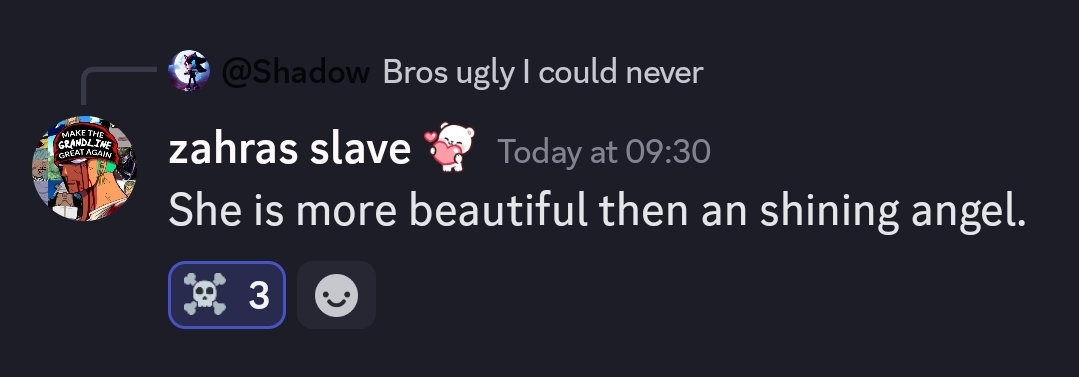 @Shadow Bros ugly I could never
MAKE THE
GRANDLINE
GREAT AGAIN
zahras slave Today at 09:30
She is more beautiful then an shining angel.
3